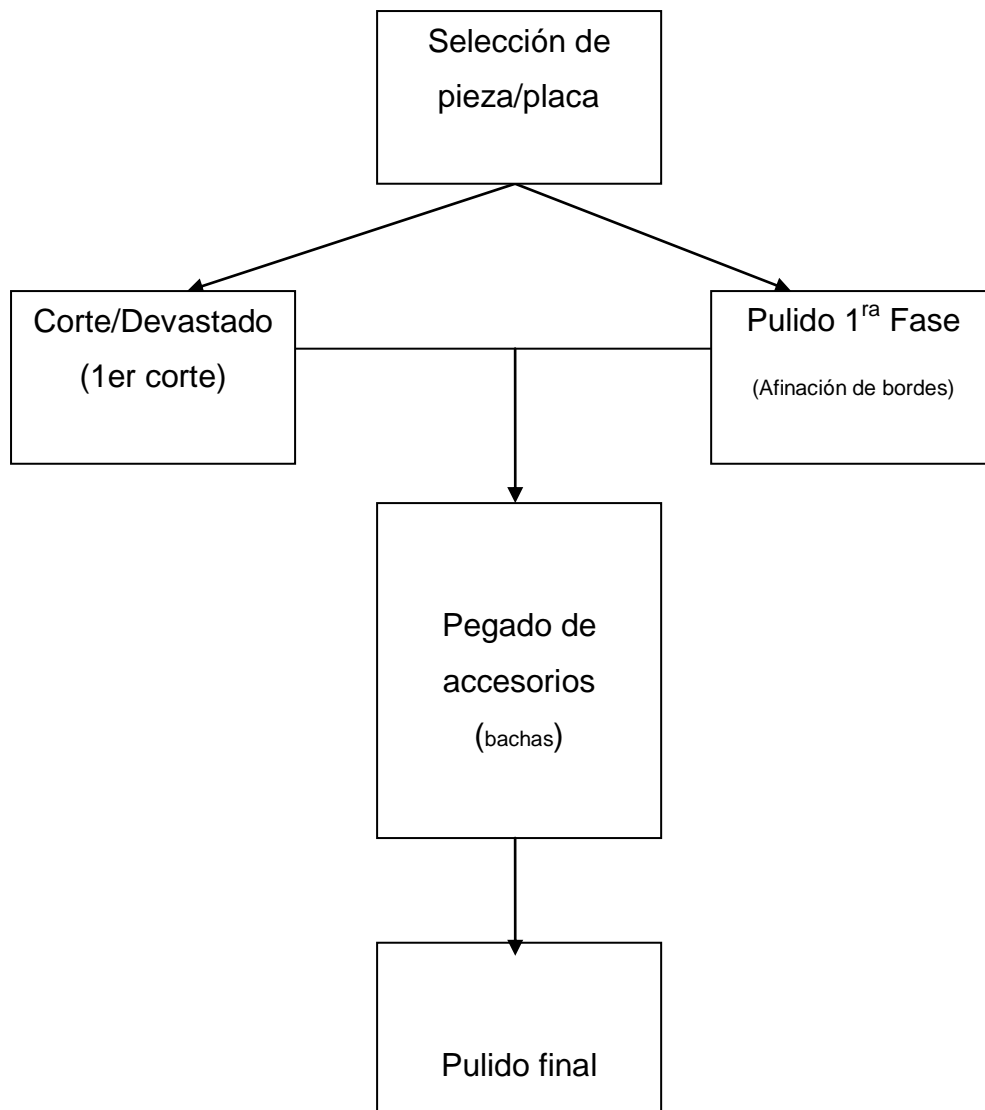 Selección de
pieza/placa
Corte/Devastado
(1er corte)
Pulido 1ra Fase
(Afinación de bordes)
Pegado de
accesorios
(bachas)
Pulido final